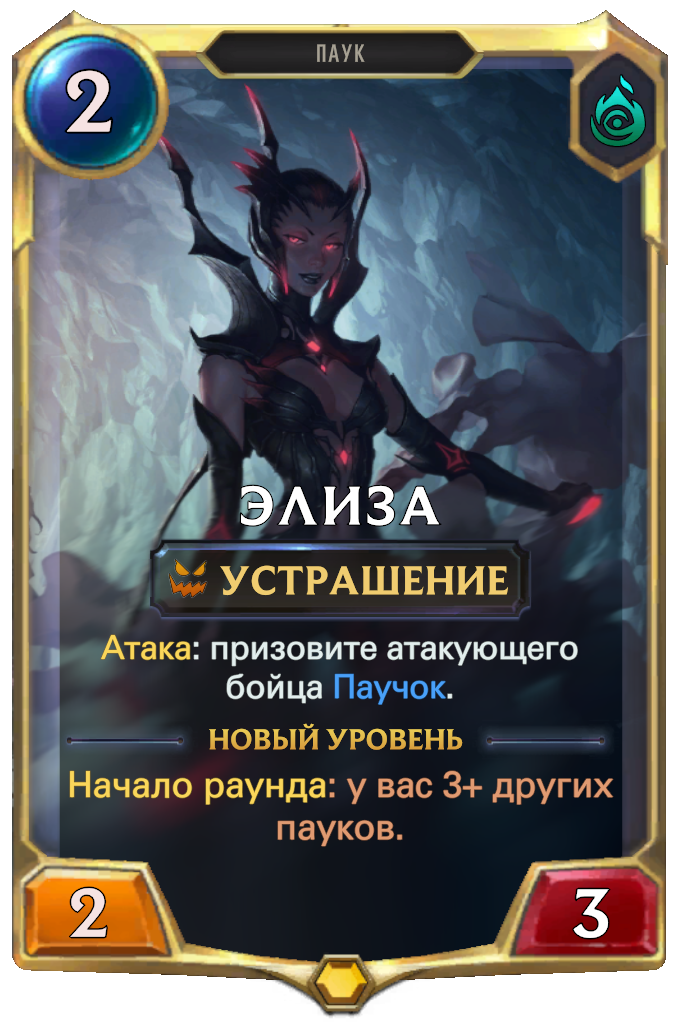 ПАУК
2
ЭЛИЗА
УСТРАШЕНИЕ
Атака: призовите атакующего
бойца Паучок.
НОВЫЙ УРОВЕНЬ
Начало раунда: у вас 3+ других
пауков.
2
3